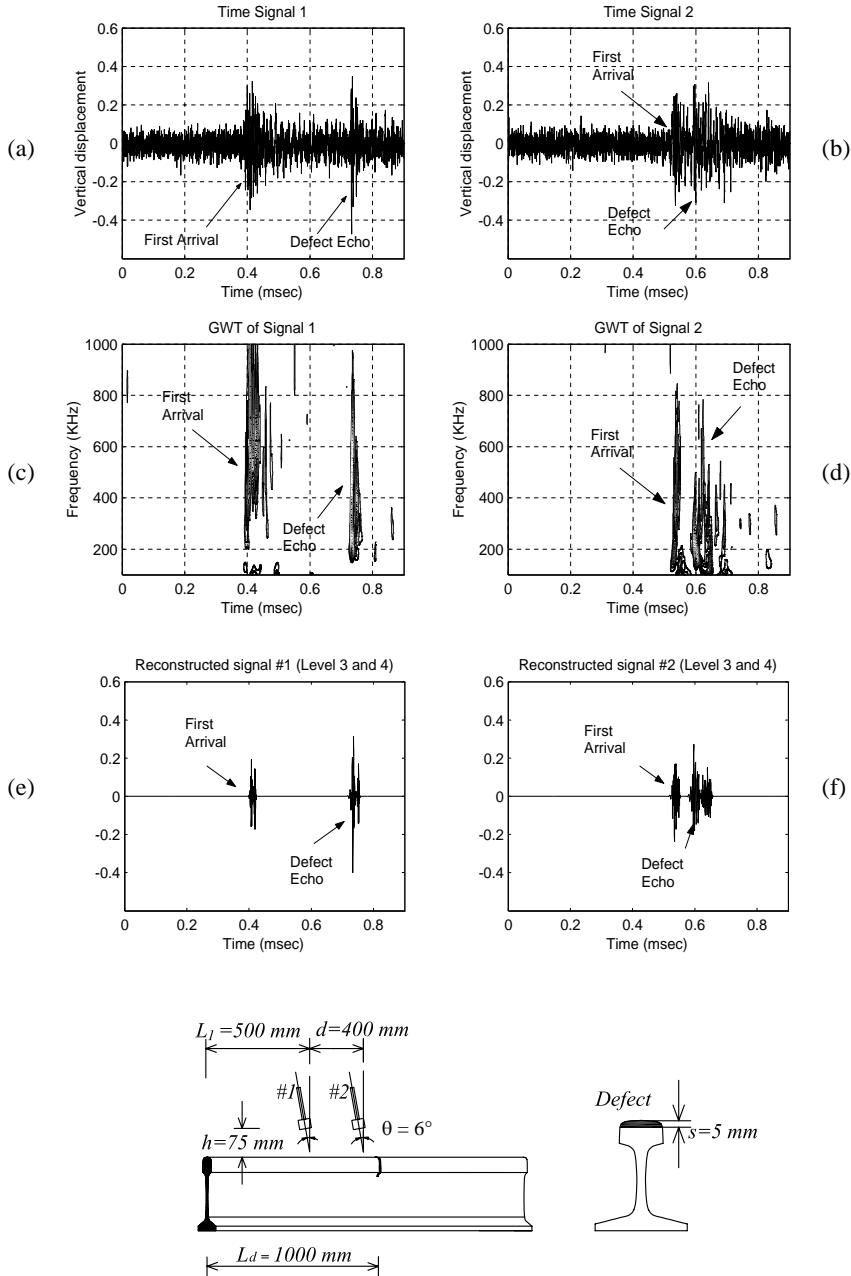 Time Signal 1
0.6
0.4
0.2
0
-0.2
-0.4
Vertical displacement
First Arrival
Defect Echo
0 0.2 0.4 0.6 0.8
Time (msec)
(a)
Time Signal 2
0.6
0.4
0.2
0
-0.2
-0.4
Vertical displacement
First
Arrival
Defect
Echo
0 0.2 0.4 0.6 0.8
Time (msec)
(b)
GWT of Signal 1
1000
800
600
400
200
Frequency (KHz)
First
Arrival
Defect
Echo
0 0.2 0.4 0.6 0.8
Time (msec)
(c)
GWT of Signal 2
1000
800
600
400
200
Frequency (KHz)
Defect
Echo
First
Arrival
0 0.2 0.4 0.6 0.8
Time (msec)
(d)
Reconstructed signal #1 (Level 3 and 4)
0.6
0.4
0.2
0
-0.2
-0.4
First
Arrival
Defect
Echo
0 0.2 0.4 0.6 0.8
Time (msec)
(e)
Reconstructed signal #2 (Level 3 and 4)
0.6
0.4
0.2
0
-0.2
-0.4
First
Arrival
Defect
Echo
0 0.2 0.4 0.6 0.8
Time (msec)
(f)
L1 =500 mm d=400 mm
#1 #2
h=75 mm
θ = 6°
Ld = 1000 mm
Defect
s=5 mm